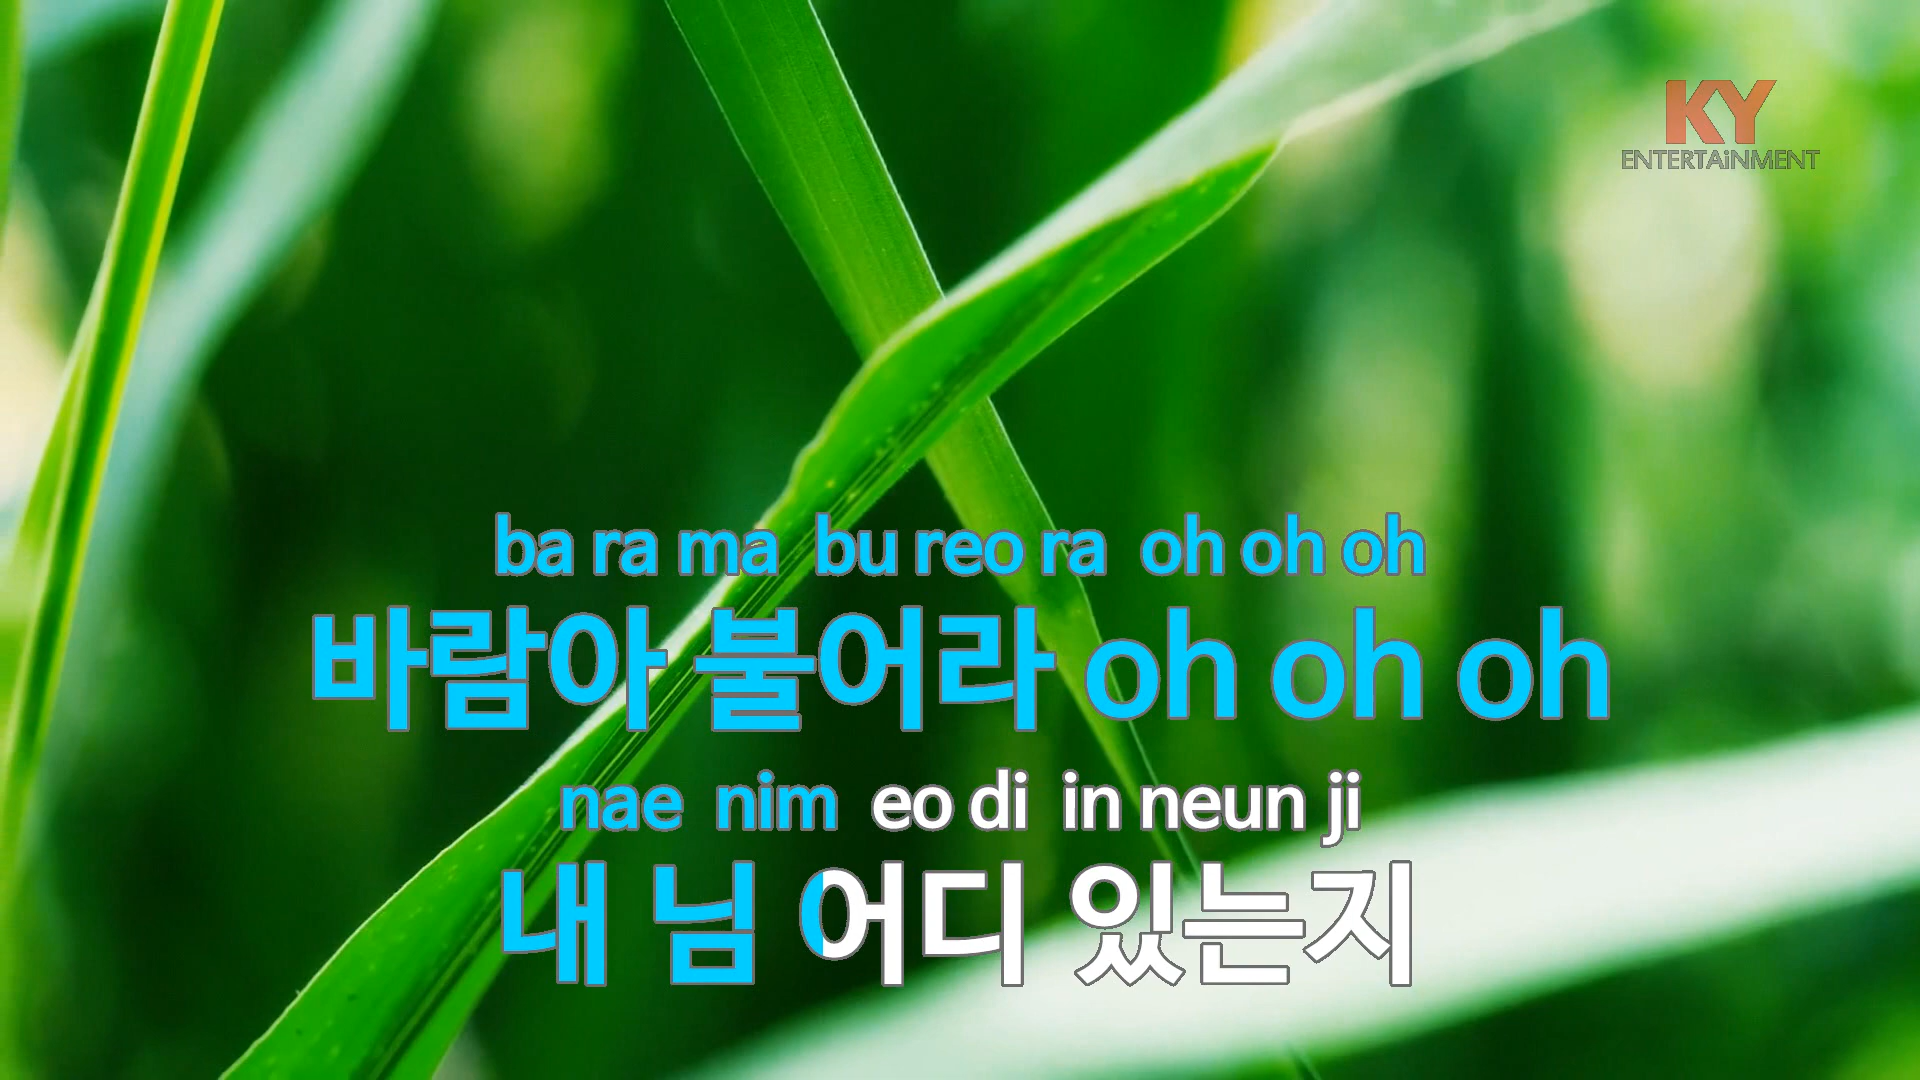 KY
ENTERTAiNMENT
ba ra ma bu reo ra oh oh oh
바람아 불어라 oh oh oh
nae nim eo di in neun ji
내 님 어디 있는지